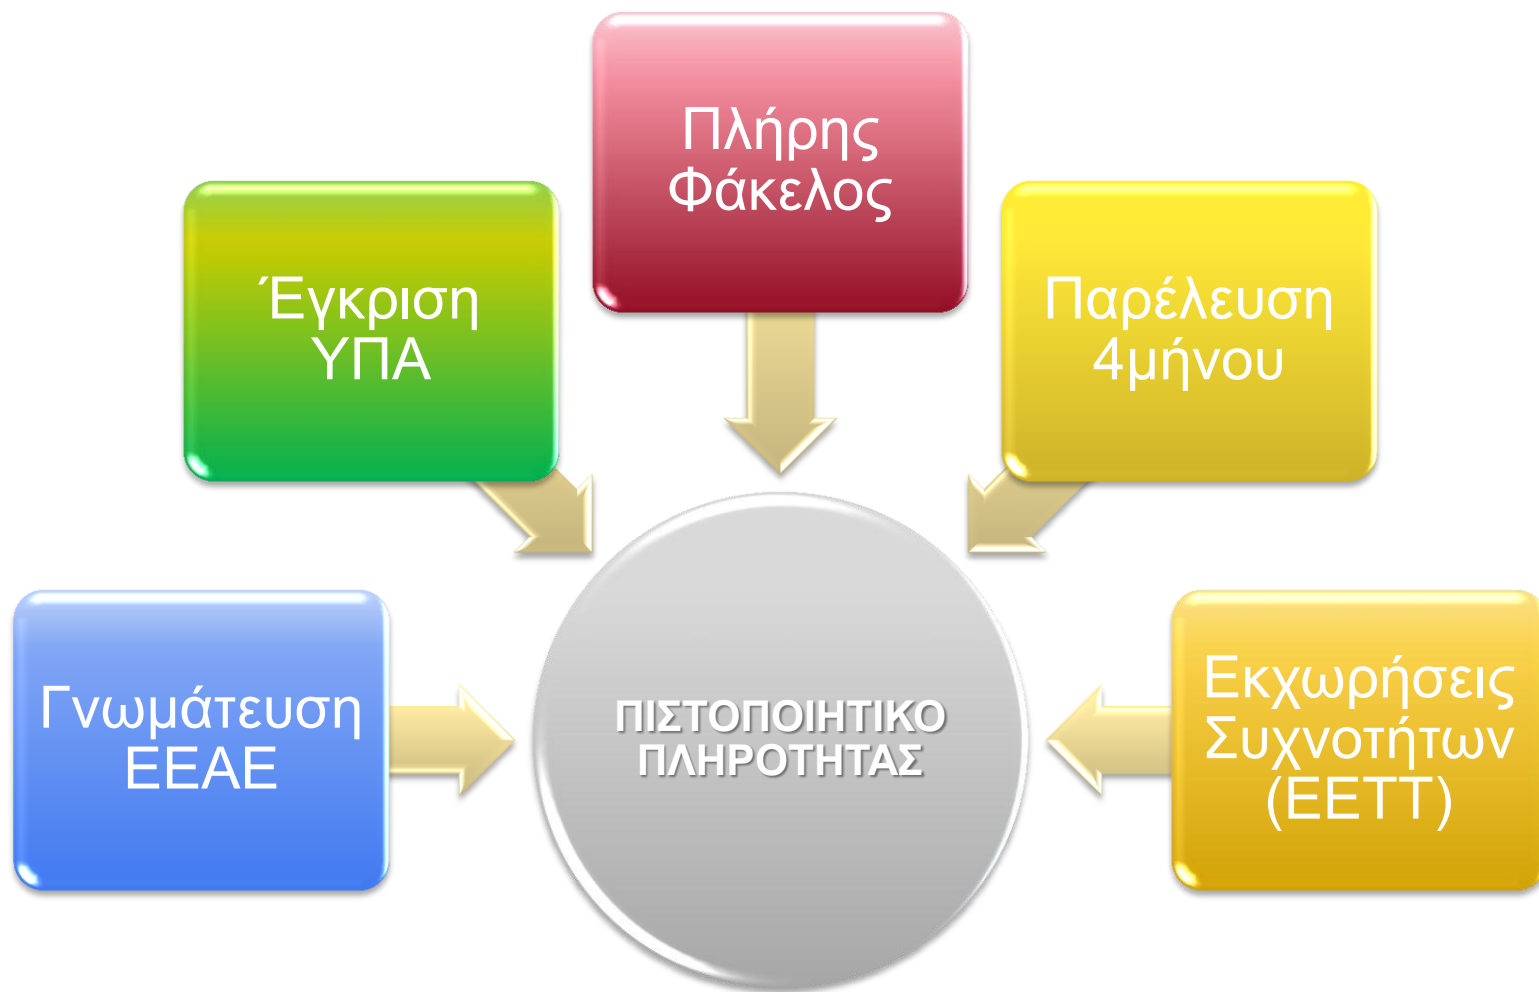 Πλήρης
Φάκελος
Έγκριση
ΥΠΑ
Παρέλευση
4μήνου
Γνωμάτευση
ΕΕΑΕ
ΠΙΣΤΟΠΟΙΗΤΙΚΟ
ΠΛΗΡΟΤΗΤΑΣ
Εκχωρήσεις
Συχνοτήτων
(ΕΕΤΤ)